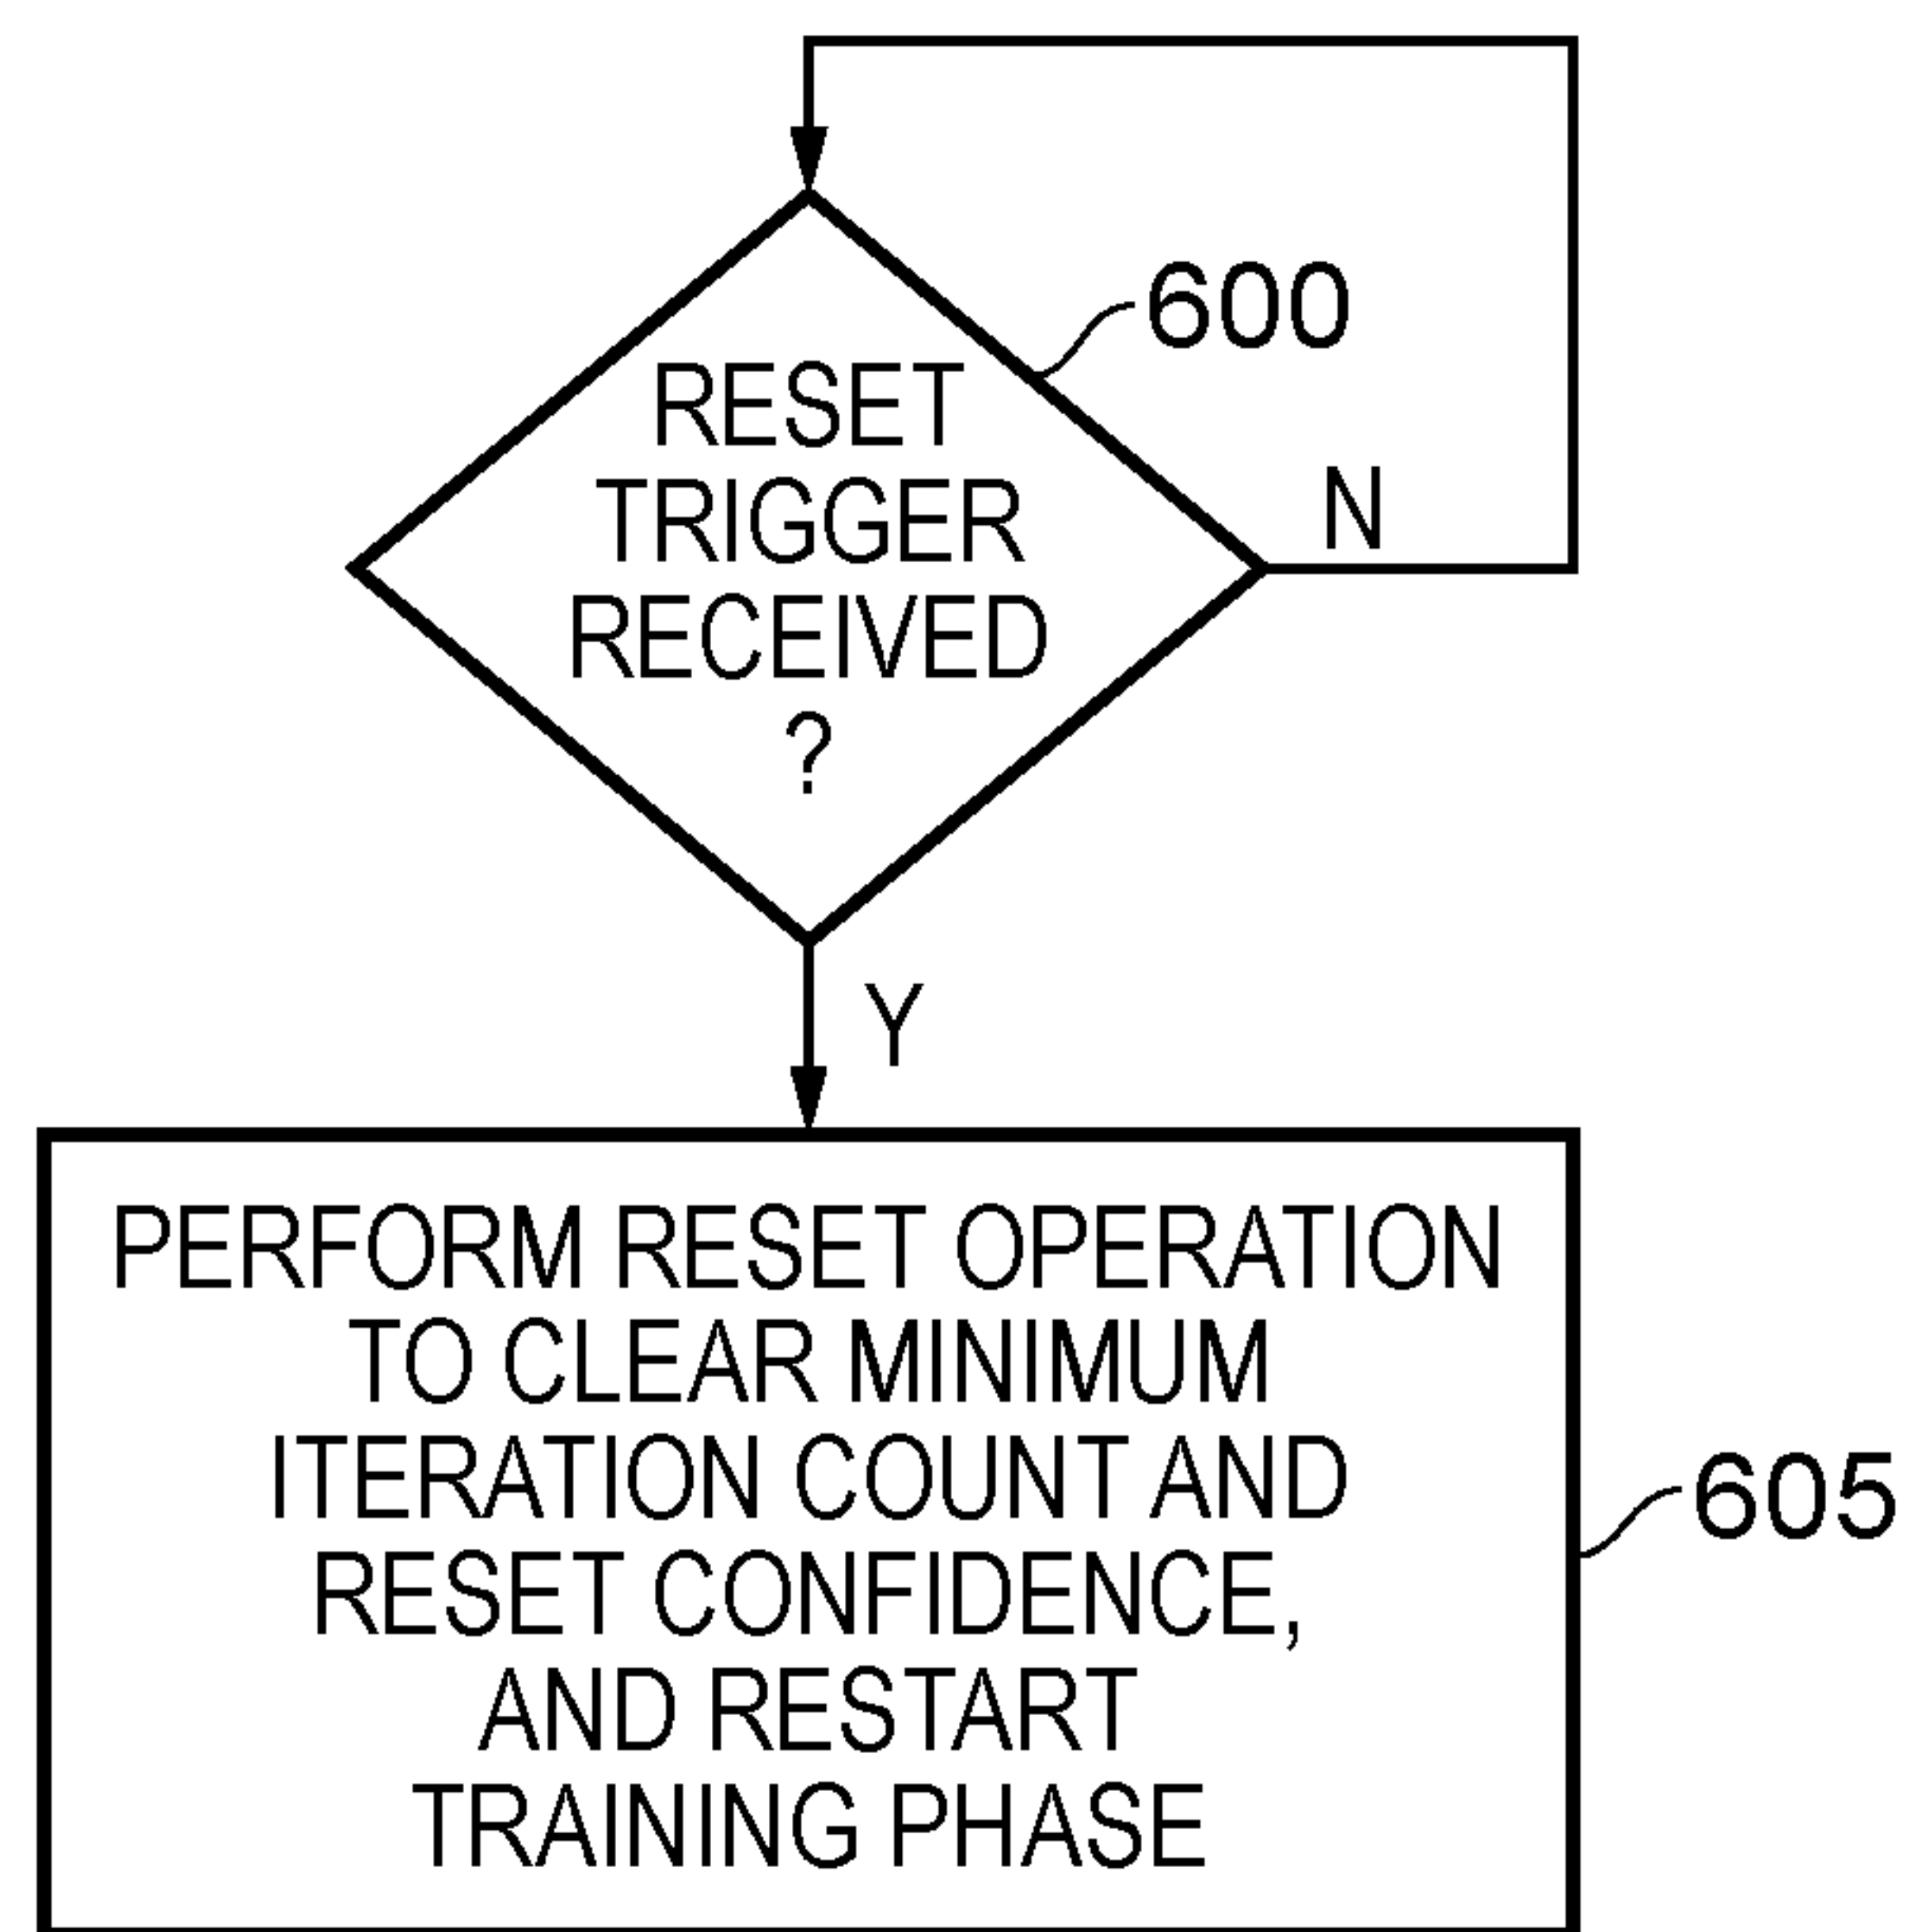 600
RESET
TRIGGER
RECEIVED
?
N
Y
PERFORM RESET OPERATION
TO CLEAR MINIMUM
ITERATION COUNT AND
RESET CONFIDENCE,
AND RESTART
TRAINING PHASE
605